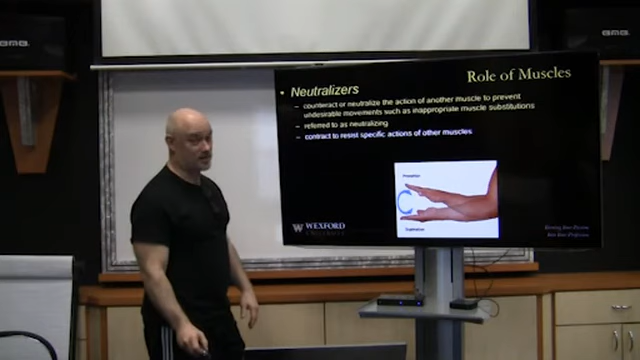 Role of Muscles
• Neutralizers
– counteract or neutralize the action of another muscle to prevent
undesirable movements such as inappropriate muscle substitutions
– referred to as neutralizing
– contract to resist specific actions of other muscles
Pronation
Supination
W WEXFORD
UNIVERSITY